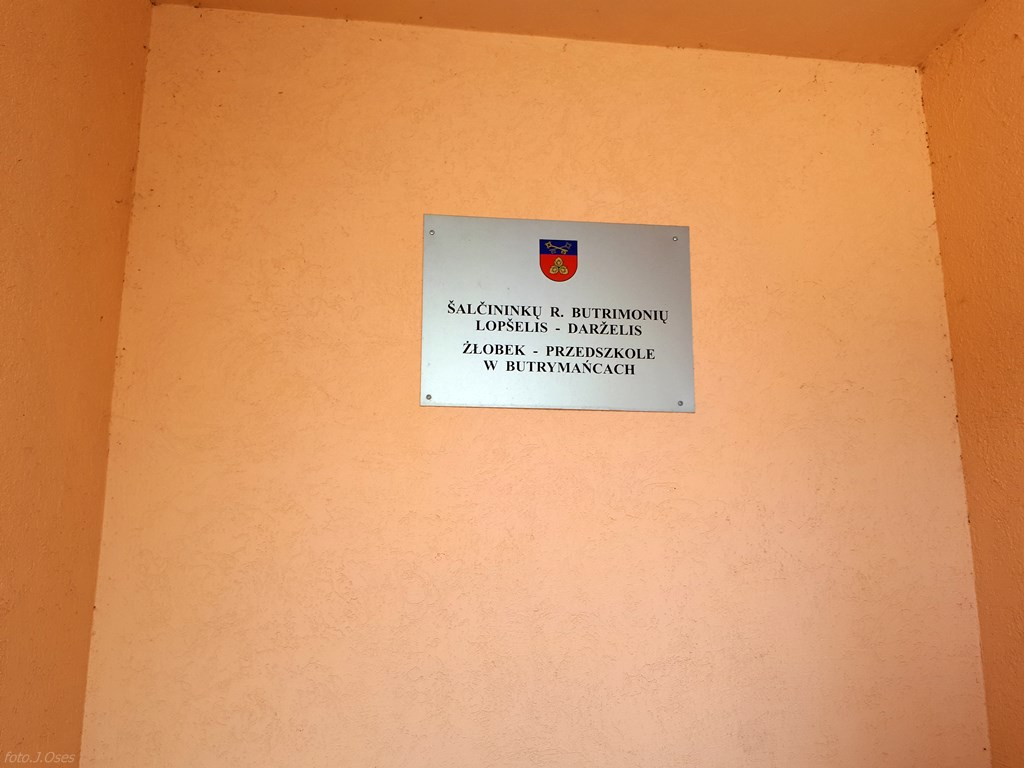 ŠALČININKŲ R. BUTRIMONIŲ
LOPŠELIS - DARŽELIS
ŻŁOBEK - PRZEDSZKOLE
W BUTRYMAŃCACH
foto.J.Oses